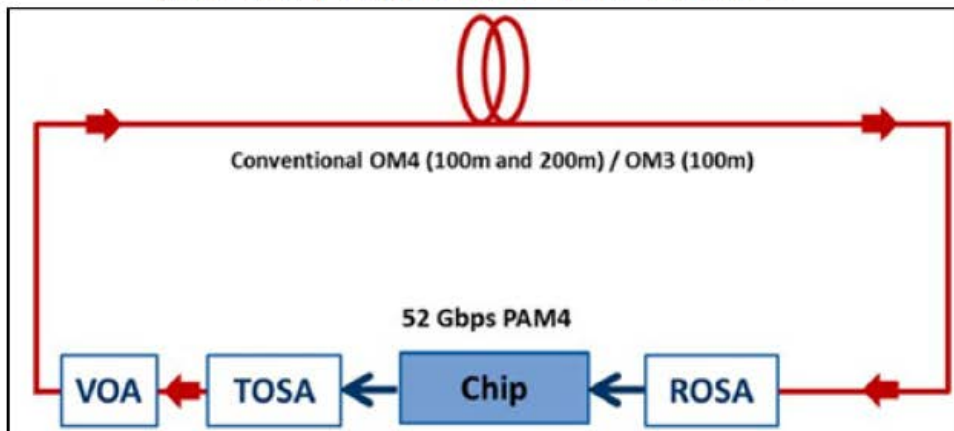 Conventional OM4 (100m and 200m) / OM3 (100m)
52 Gbps PAM4
VOA
TOSA
Chip
ROSA